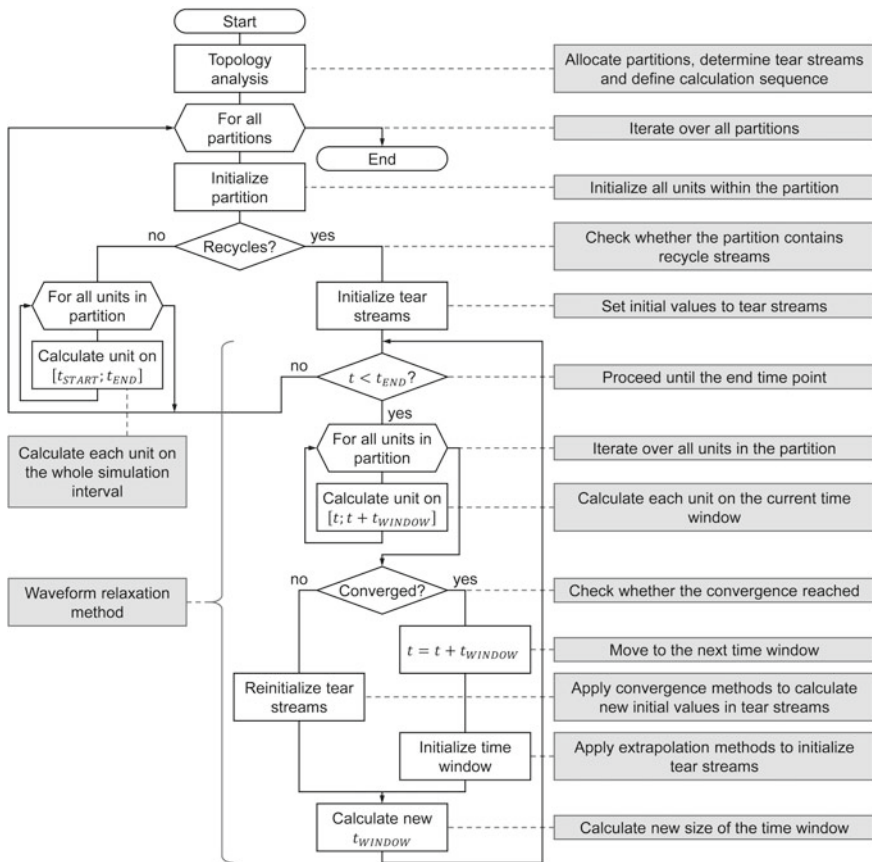 Start
Topology
analysis
Allocate partitions, determine tear streams
and define calculation sequence
For all
partitions
Iterate over all partitions
End
Initialize
partition
Initialize all units within the partition
no
Recycles?
yes
Check whether the partition contains
recycle streams
For all units in
partition
Initialize tear
streams
Set initial values to tear streams
Calculate unit on
[t_START; t_END]
no
t < t_END?
Proceed until the end time point
yes
Calculate each unit on
the whole simulation
interval
For all units in
partition
Iterate over all units in the partition
Calculate unit on
[t; t + t_WINDOW]
Calculate each unit on the current time
window
Waveform relaxation
method
no
Converged?
yes
Check whether the convergence reached
t = t + t_WINDOW
Move to the next time window
Reinitialize tear
streams
Apply convergence methods to calculate
new initial values in tear streams
Initialize time
window
Apply extrapolation methods to initialize
tear streams
Calculate new
t_WINDOW
Calculate new size of the time window